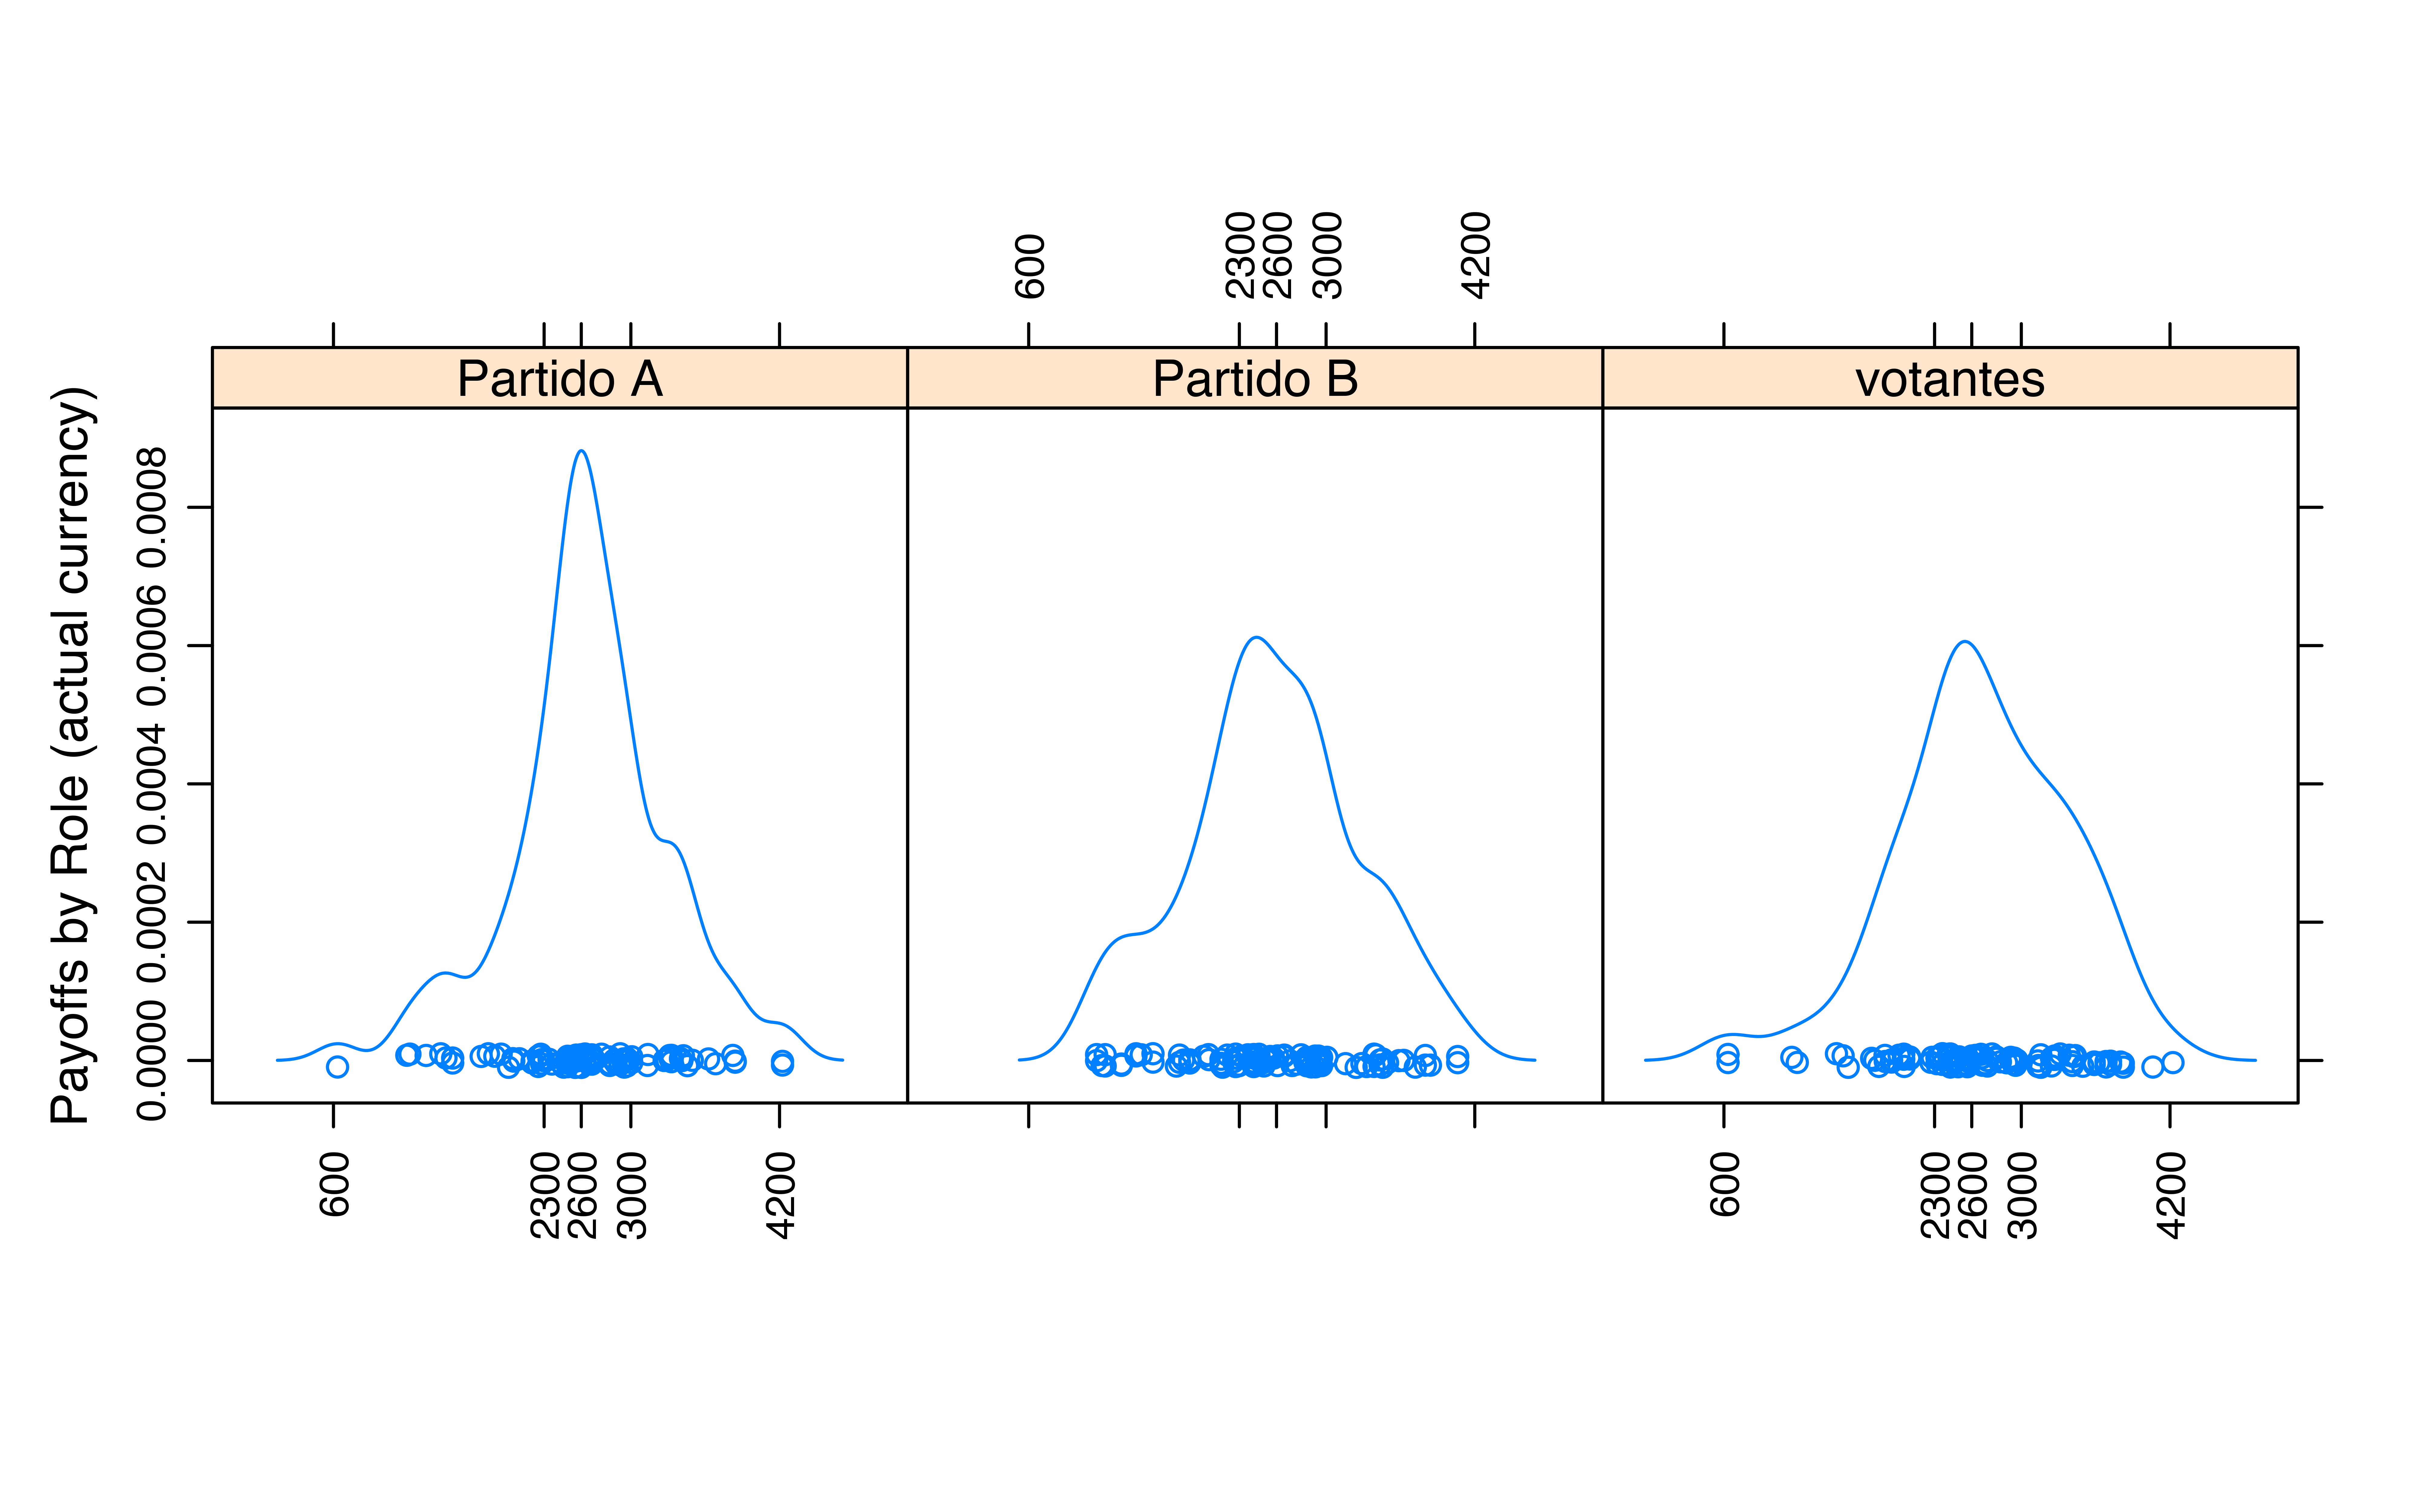 600 2300 2600 3000 4200
Partido A Partido B votantes
Payoffs by Role (actual currency)
0.0000 0.0002 0.0004 0.0006 0.0008
600 2300 2600 3000 4200 600 2300 2600 3000 4200